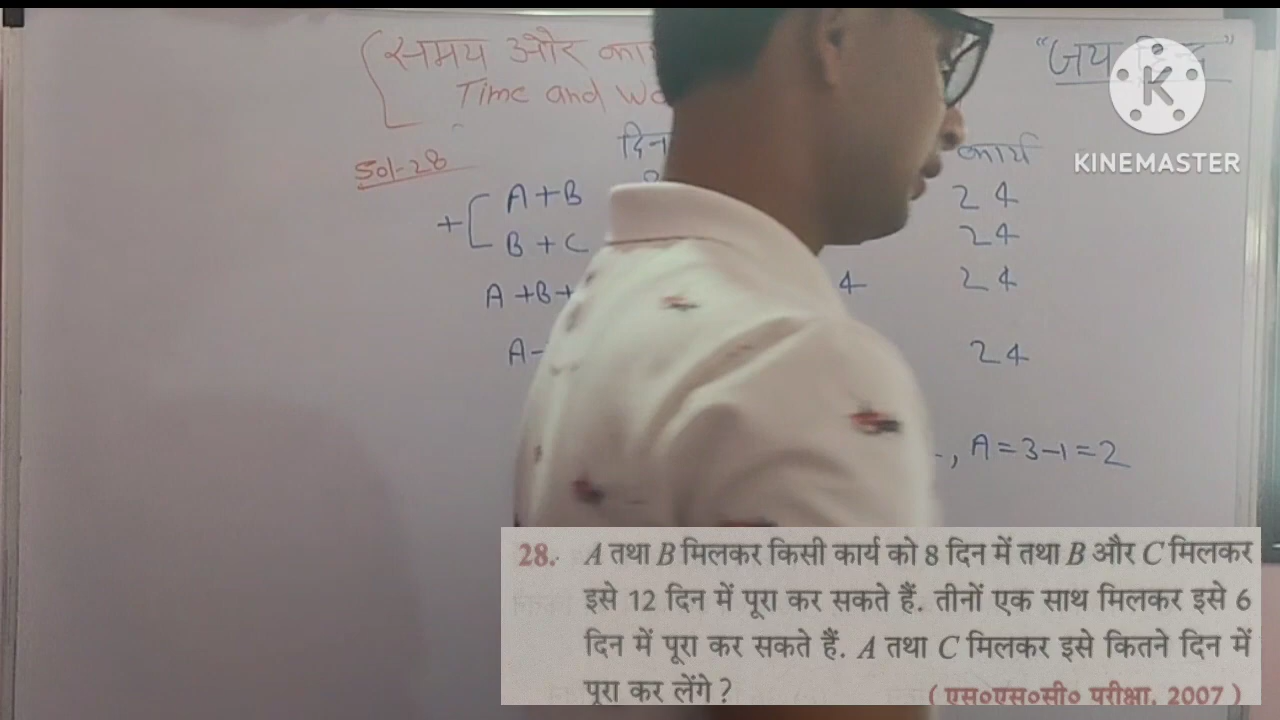 समय और
Time and
"जय
K
KINEMASTER
Sol-28
दिन
कार्य
+[ A+B 24
B+C 24
A+B+ 4 24
A- 24
, A=3-1=2
28. A तथा B मिलकर किसी कार्य को 8 दिन में तथा B और C मिलकर
इसे 12 दिन में पूरा कर सकते हैं. तीनों एक साथ मिलकर इसे 6
दिन में पूरा कर सकते हैं. A तथा C मिलकर इसे कितने दिन में
पूरा कर लेंगे ? ( एस०एस०सी० परीक्षा, 2007 )